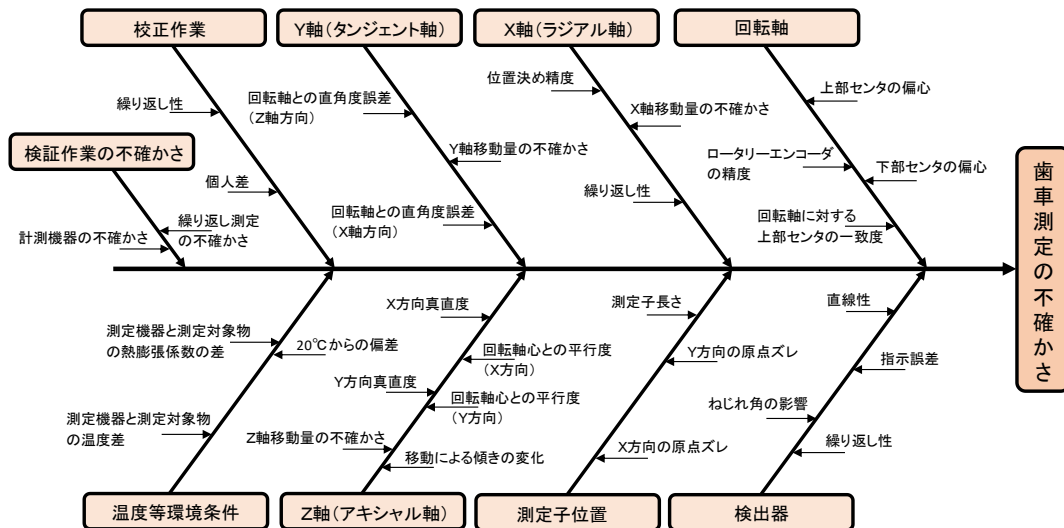 校正作業
Y軸(タンジェント軸)
X軸(ラジアル軸)
回転軸
繰り返し性
個人差
回転軸との直角度誤差
(Z軸方向)
Y軸移動量の不確かさ
回転軸との直角度誤差
(X軸方向)
位置決め精度
X軸移動量の不確かさ
繰り返し性
上部センタの偏心
ロータリーエンコーダ
の精度
下部センタの偏心
回転軸に対する
上部センタの一致度
検証作業の不確かさ
繰り返し測定
の不確かさ
計測機器の不確かさ
歯車測定の不確かさ
測定機器と測定対象物
の熱膨張係数の差
20℃からの偏差
測定機器と測定対象物
の温度差
X方向真直度
回転軸心との平行度
(X方向)
Y方向真直度
回転軸心との平行度
(Y方向)
Z軸移動量の不確かさ
移動による傾きの変化
測定子長さ
Y方向の原点ズレ
X方向の原点ズレ
直線性
指示誤差
ねじれ角の影響
繰り返し性
温度等環境条件
Z軸(アキシャル軸)
測定子位置
検出器